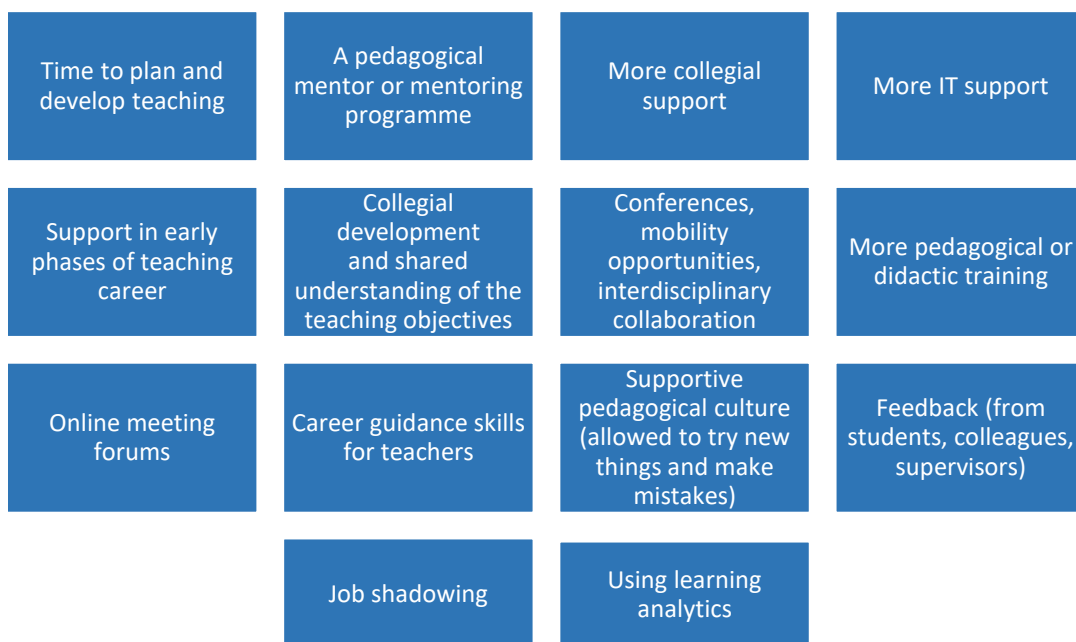 Time to plan and
develop teaching
A pedagogical
mentor or mentoring
programme
More collegial
support
More IT support
Support in early
phases of teaching
career
Collegial
development
and shared
understanding of the
teaching objectives
Conferences,
mobility
opportunities,
interdisciplinary
collaboration
More pedagogical or
didactic training
Online meeting
forums
Career guidance skills
for teachers
Supportive
pedagogical culture
(allowed to try new
things and make
mistakes)
Feedback (from
students, colleagues,
supervisors)
Job shadowing
Using learning
analytics